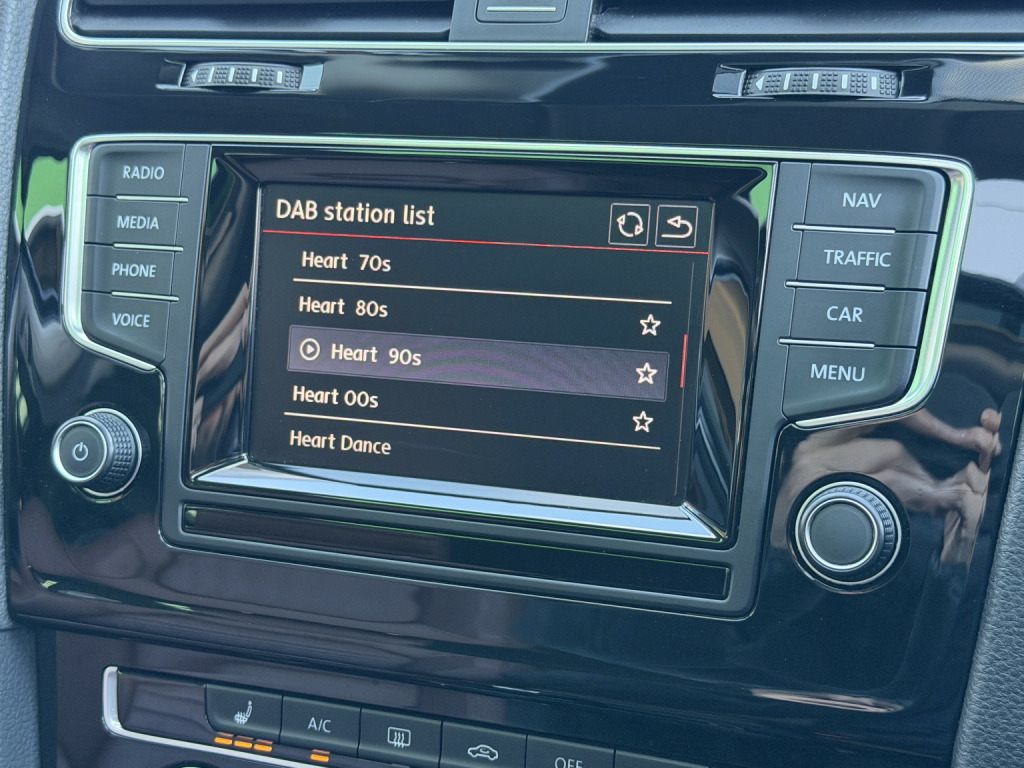 RADIO
MEDIA
PHONE
VOICE
DAB station list
Heart 70s
Heart 80s
Heart 90s
Heart 00s
Heart Dance
NAV
TRAFFIC
CAR
MENU
A/C
OFF